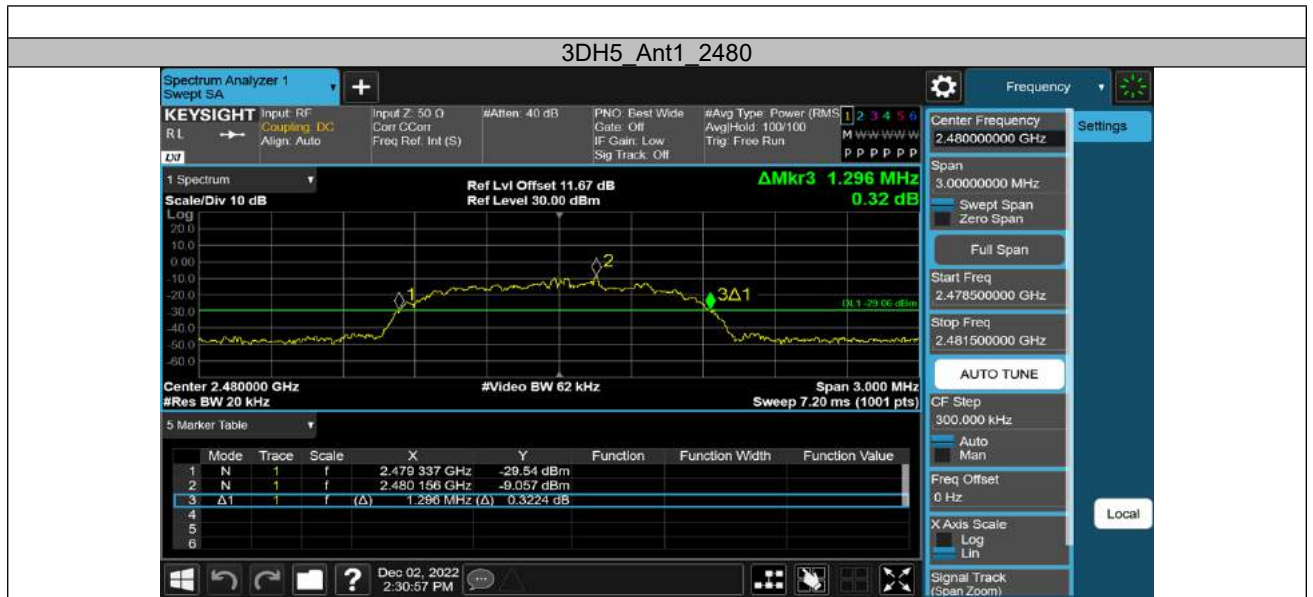 3DH5_Ant1_2480
Spectrum Analyzer 1
Swept SA
Frequency
KEYSIGHT
RL
LXI
Input: RF
Coupling: DC
Align: Auto
Input Z: 50 Ω
Corr CCorr
Freq Ref: Int (S)
#Atten: 40 dB
PNO: Best Wide
Gate: Off
IF Gain: Low
Sig Track: Off
#Avg Type: Power (RMS
Avg|Hold: 100/100
Trig: Free Run
1 2 3 4 5 6
M W W W W W
P P P P P P
1 Spectrum
Scale/Div 10 dB
Ref Lvl Offset 11.67 dB
Ref Level 30.00 dBm
ΔMkr3 1.296 MHz
0.32 dB
Log
20.0
10.0
0.00
-10.0
-20.0
-30.0
-40.0
-50.0
-60.0
1
2
3Δ1
DL1 -29.06 dBm
Center 2.480000 GHz
#Video BW 62 kHz
Span 3.000 MHz
#Res BW 20 kHz
Sweep 7.20 ms (1001 pts)
5 Marker Table
Mode Trace Scale X Y Function Function Width Function Value
1 N 1 f 2.479 337 GHz -29.54 dBm
2 N 1 f 2.480 156 GHz -9.057 dBm
3 Δ1 1 f (Δ) 1.296 MHz (Δ) 0.3224 dB
4
5
6
Dec 02, 2022
2:30:57 PM
Center Frequency
2.480000000 GHz
Settings
Span
3.00000000 MHz
Swept Span
Zero Span
Full Span
Start Freq
2.478500000 GHz
Stop Freq
2.481500000 GHz
AUTO TUNE
CF Step
300.000 kHz
Auto
Man
Freq Offset
0 Hz
X Axis Scale
Log
Lin
Local
Signal Track
(Span Zoom)